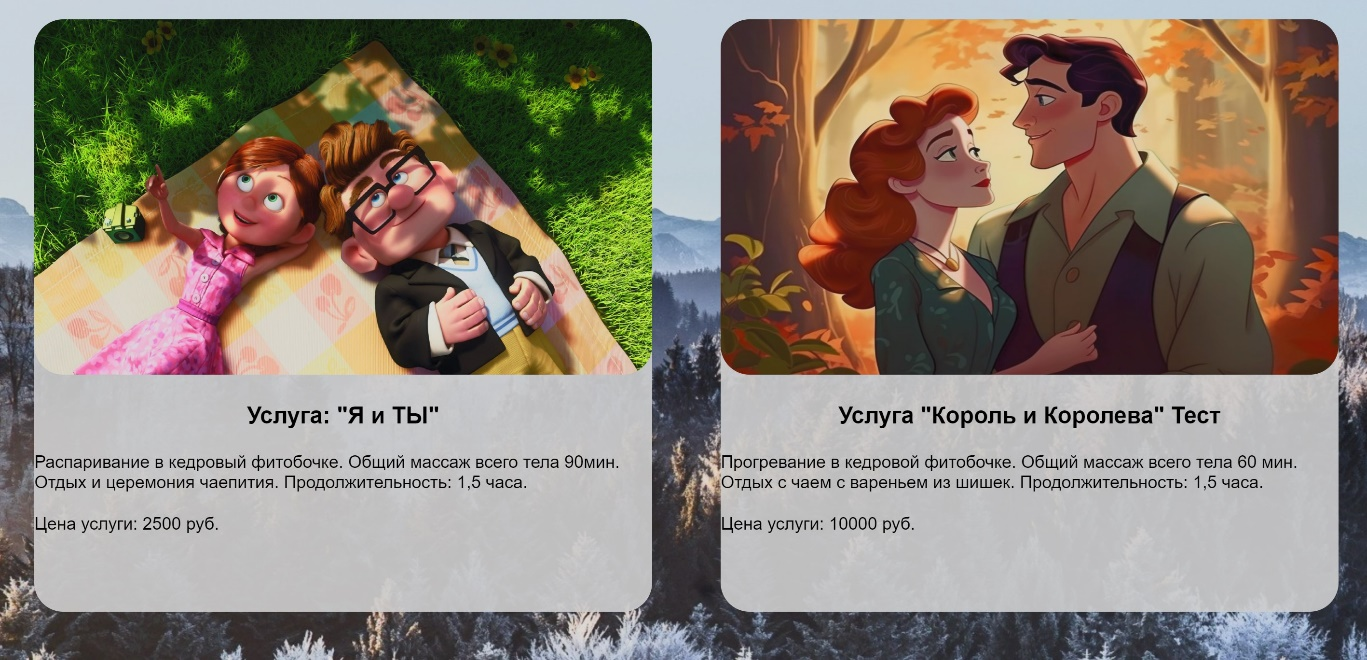 Услуга: "Я и ТЫ"
Распаривание в кедровый фитобочке. Общий массаж всего тела 90мин.
Отдых и церемония чаепития. Продолжительность: 1,5 часа.
Цена услуги: 2500 руб.
Услуга "Король и Королева" Тест
Прогревание в кедровой фитобочке. Общий массаж всего тела 60 мин.
Отдых с чаем с вареньем из шишек. Продолжительность: 1,5 часа.
Цена услуги: 10000 руб.